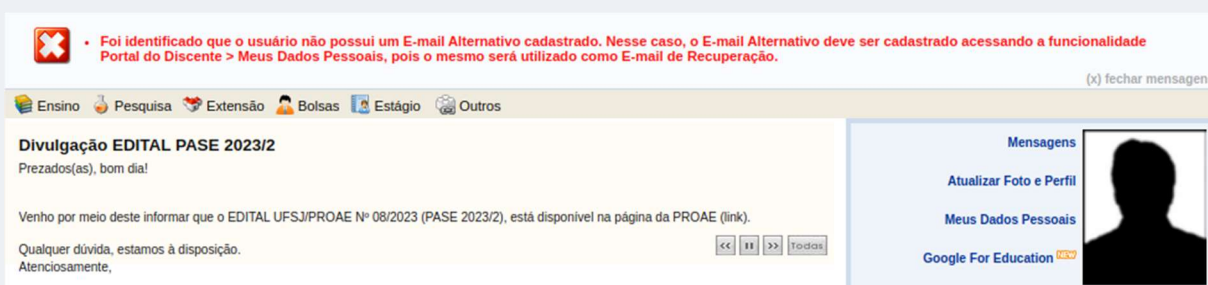 Foi identificado que o usuário não possui um E-mail Alternativo cadastrado. Nesse caso, o E-mail Alternativo deve ser cadastrado acessando a funcionalidade
Portal do Discente > Meus Dados Pessoais, pois o mesmo será utilizado como E-mail de Recuperação.
(x) fechar mensagen
Ensino Pesquisa Extensão Bolsas Estágio Outros
Divulgação EDITAL PASE 2023/2
Prezados(as), bom dia!
Venho por meio deste informar que o EDITAL UFSJ/PROAE Nº 08/2023 (PASE 2023/2), está disponível na página da PROAE (link).
Qualquer dúvida, estamos à disposição.
Atenciosamente,
<< II >> Todas
Mensagens
Atualizar Foto e Perfil
Meus Dados Pessoais
Google For Education NEW